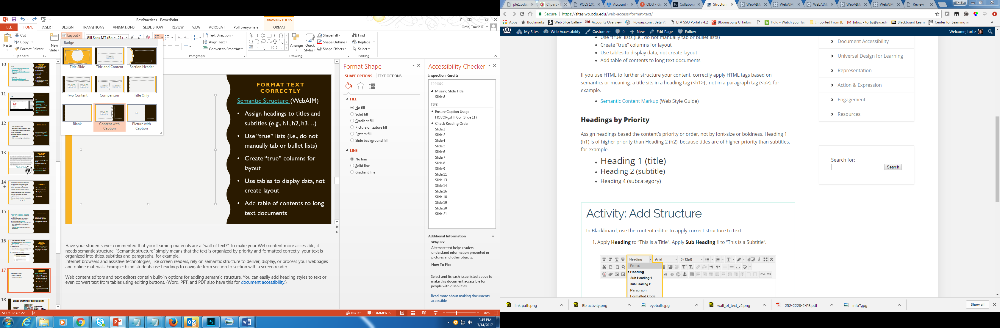 BestPractices - PowerPoint
DRAWING TOOLS
FILE HOME INSERT DESIGN TRANSITIONS ANIMATIONS SLIDE SHOW REVIEW VIEW ACROBAT Poll Everywhere FORMAT
Ortiz, Tracie R.
Paste
Cut
Copy
Format Painter
Clipboard
New
Slide
Layout
Gill Sans MT (Bo.
24
Text Direction
Align Text
Convert to SmartArt
Paragraph
Arrange
Quick
Styles
Shape Fill
Shape Outline
Shape Effects
Drawing
Find
Replace
Select
Editing
Badge
Title Slide
Title and Content
Section Header
Two Content
Comparison
Title Only
Blank
Content with
Caption
Picture with
Caption
10
11
12
13
14
15
16
17
18
VISUAL BENEFITS OF ACCESSIBILITY
FORMAT TEXT
CORRECTLY
Semantic Structure (WebAIM)
• Assign headings to titles and
subtitles (e.g., h1, h2, h3…)
• Use “true” lists (i.e., do not
manually tab or bullet lists)
• Create “true” columns for
layout
• Use tables to display data, not
create layout
• Add table of contents to long
text documents
Have your students ever commented that your learning materials are a “wall of text?” To make your Web content more accessible, it
needs semantic structure. “Semantic structure” simply means that the text is organized by priority and formatted correctly: your text is
organized into titles, subtitles and paragraphs, for example.
Internet browsers and assistive technologies, like screen readers, rely on semantic structure to deliver, display, or process your webpages
and online materials. Example: blind students use headings to navigate from section to section with a screen reader.
Web content editors and text editors contain built-in options for adding semantic structure. You can easily add heading styles to text or
even convert text from tables using editing buttons. (Word, PPT, and PDF also have this for document accessibility.)
Format Shape
SHAPE OPTIONS TEXT OPTIONS
FILL
No fill
Solid fill
Gradient fill
Picture or texture fill
Pattern fill
Slide background fill
LINE
No line
Solid line
Gradient line
Accessibility Checker
Inspection Results
ERRORS
Missing Slide Title
Slide 8
TIPS
Ensure Caption Usage
HOVORgxHHGo (Slide 11)
Check Reading Order
Slide 1
Slide 2
Slide 4
Slide 5
Slide 6
Slide 7
Slide 8
Slide 9
Slide 11
Slide 13
Slide 14
Slide 16
Slide 18
Slide 19
Slide 20
Slide 21
Additional Information
Why Fix:
Alternate text helps readers
understand information presented in
pictures and other objects.
How To Fix:
Select and fix each issue listed above to
make this document accessible for
people with disabilities.
Read more about making documents
accessible
SLIDE 17 OF 22
NOTES COMMENTS 70%
3:45 PM
3/14/2017
ple1.odu. Clipart - POLS 101 Account - ODU - Go Collabora Structurin WebAIM WebAIM WebAIM WebAIM WebAIM Review Tracie
Secure https://sites.wp.odu.edu/web-access/format-text/
Apps Bookmarks Web Slice Gallery Accounts Overview . Rowais.com . Beta V ETA SSO Portal v.4.2 Bloomsburg U Tailors Hulu - Watch your fav Imported From IE Inbox - tortiz@siu.edu Blackboard Learn Center for Learning
My Sites Web Accessibility Customize 0 New Edit Page Follow Welcome, tortiz
Use “true” lists (i.e., do not manually tab or bullet lists)
Create “true” columns for layout
Use tables to display data, not create layout
Add table of contents to long text documents
If you use HTML to further structure your content, correctly apply HTML tags based on
semantics or meaning: a title sits in a heading tag (<h1>) , not in a paragraph tag (<p>), for
example.
Semantic Content Markup (Web Style Guide)
Headings by Priority
Assign headings based the content’s priority or order, not by font-size or boldness. Heading 1
(h1) is of higher priority than Heading 2 (h2), because titles are of higher priority than subtitles,
for example.
Heading 1 (title)
Heading 2 (subtitle)
Heading 4 (subcategory)
Activity: Add Structure
In Blackboard, use the content editor to apply correct structure to text.
1. Apply Heading to “This is a Title”. Apply Sub Heading 1 to “This is a Subtitle”.
Heading Arial 3 (12pt)
Format
Heading
Sub Heading 1
Sub Heading 2
Paragraph
Formatted Code
HTML CSS
Document Accessibility
Universal Design for Learning
Representation
Action & Expression
Engagement
Resources
Search for:
Search
link path.png
Bb activity.png
eyeballs.jpg
wall_of_text_v2.png
252-2228-2-PB.pdf
infoT.jpg
Show all